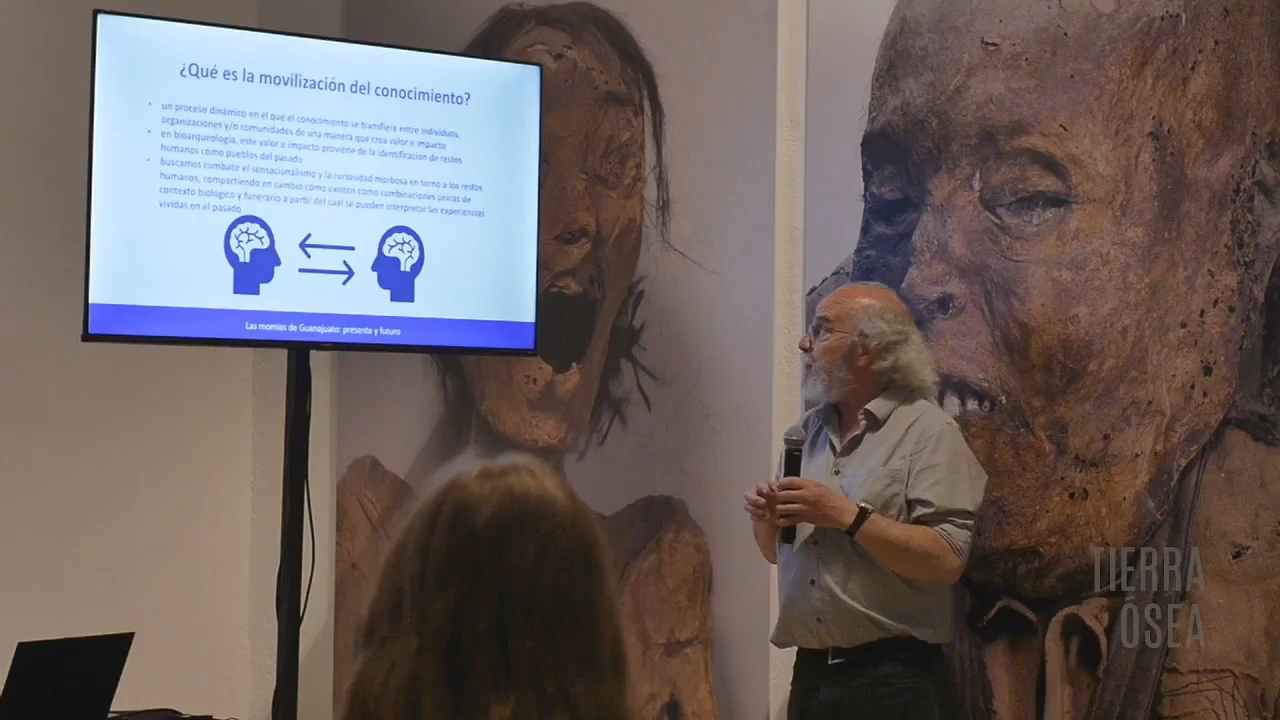 ¿Qué es la movilización del conocimiento?
• un proceso dinámico en el que el conocimiento se transfiere entre individuos,
organizaciones y/o comunidades de una manera que crea valor e impacto
• en bioarqueología, este valor o impacto proviene de la identificacion de restos
humanos como pueblos del pasado
• buscamos combatir el sensacionalismo y la curiosidad morbosa en torno a los restos
humanos, compartiendo en cambio cómo existen como combinaciones únicas de
contexto biológico y funerario a partir del cual se pueden interpretar las experiencias
vividas en el pasado
Las momias de Guanajuato: presente y futuro
TIERRA
ÓSEA